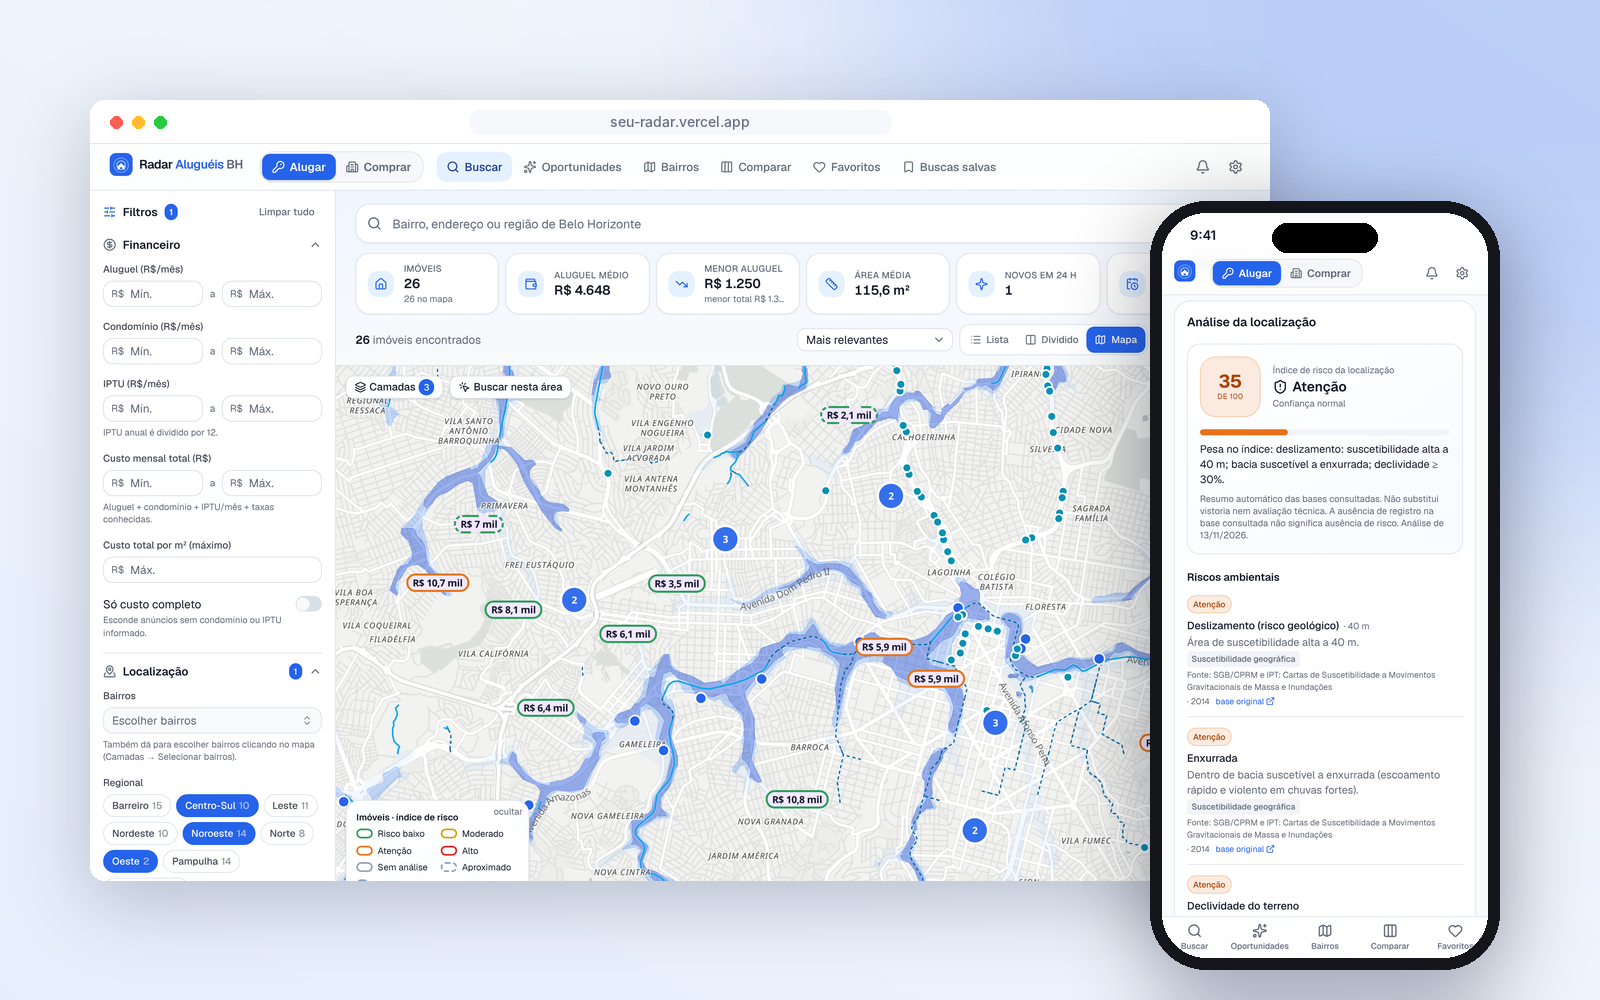 seu-radar.vercel.app
Radar Aluguéis BH
Alugar
Comprar
Buscar
Oportunidades
Bairros
Comparar
Favoritos
Buscas salvas
Filtros 1
Limpar tudo
Financeiro
Aluguel (R$/mês)
R$ Mín. a R$ Máx.
Condomínio (R$/mês)
R$ Mín. a R$ Máx.
IPTU (R$/mês)
R$ Mín. a R$ Máx.
IPTU anual é dividido por 12.
Custo mensal total (R$)
R$ Mín. a R$ Máx.
Aluguel + condomínio + IPTU/mês + taxas
conhecidas.
Custo total por m² (máximo)
R$ Máx.
Só custo completo
Esconde anúncios sem condomínio ou IPTU
informado.
Localização 1
Bairros
Escolher bairros
Também dá para escolher bairros clicando no mapa
(Camadas → Selecionar bairros).
Regional
Barreiro 15
Centro-Sul 10
Leste 11
Nordeste 10
Noroeste 14
Norte 8
Oeste 2
Pampulha 14
Bairro, endereço ou região de Belo Horizonte
IMÓVEIS
26
26 no mapa
ALUGUEL MÉDIO
R$ 4.648
MENOR ALUGUEL
R$ 1.250
menor total R$ 1.3...
ÁREA MÉDIA
115,6 m²
NOVOS EM 24 H
1
26 imóveis encontrados
Mais relevantes
Lista
Dividido
Mapa
Camadas 3
Buscar nesta área
REGIONAL
RESSACA
NOVO OURO
PRETO
IPIRAN
R$ 2,1 mil
VILA SANTO
ANTÔNIO
BARROQUINHA
VILA ENGENHO
NOGUEIRA
CACHOEIRINHA
CIDADE NOVA
VILA JARDIM
ALVORADA
SILVE
VILA ANTENA
MONTANHÊS
2
PRIMAVERA
SAGRADA
FAMÍLIA
R$ 7 mil
3
FREI EUSTÁQUIO
LAGOINHA
COLÉGIO
BATISTA
R$ 10,7 mil
R$ 3,5 mil
Avenida Dom Pedro II
VILA BOA
SPERANÇA
2
R$ 8,1 mil
FLORESTA
VILA COQUEIRAL
FILADÉLFIA
R$ 6,1 mil
VILA CALIFÓRNIA
R$ 5,9 mil
Aven
R$ 5,9 mil
R$ 6,4 mil
3
Avenida Afonso Pena
GAMELEIR
BARROCA
R
R$ 10,8 mil
Avenida Amazonas
NOVA GAMELEIRA
NOVA GRANADA
2
VILA FUMEC
JARDIM AMÉRICA
NOVA CINTRA
ocultar
Imóveis · índice de risco
Risco baixo
Moderado
Atenção
Alto
Sem análise
Aproximado
9:41
Alugar
Comprar
Análise da localização
35
DE 100
Índice de risco da localização
Atenção
Confiança normal
Pesa no índice: deslizamento: suscetibilidade alta a
40 m; bacia suscetível a enxurrada; declividade ≥
30%.
Resumo automático das bases consultadas. Não substitui
vistoria nem avaliação técnica. A ausência de registro na
base consultada não significa ausência de risco. Análise de
13/11/2026.
Riscos ambientais
Atenção
Deslizamento (risco geológico) · 40 m
Área de suscetibilidade alta a 40 m.
Suscetibilidade geográfica
Fonte: SGB/CPRM e IPT: Cartas de Suscetibilidade a Movimentos
Gravitacionais de Massa e Inundações
· 2014 base original
Atenção
Enxurrada
Dentro de bacia suscetível a enxurrada (escoamento
rápido e violento em chuvas fortes).
Suscetibilidade geográfica
Fonte: SGB/CPRM e IPT: Cartas de Suscetibilidade a Movimentos
Gravitacionais de Massa e Inundações
· 2014 base original
Atenção
Declividade do terreno
Buscar
Oportunidades
Bairros
Comparar
Favoritos